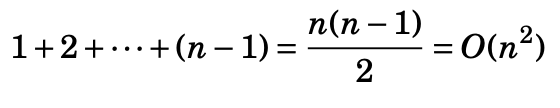 1 + 2 + ··· + (n − 1) = n(n − 1)/2 = O(n²)